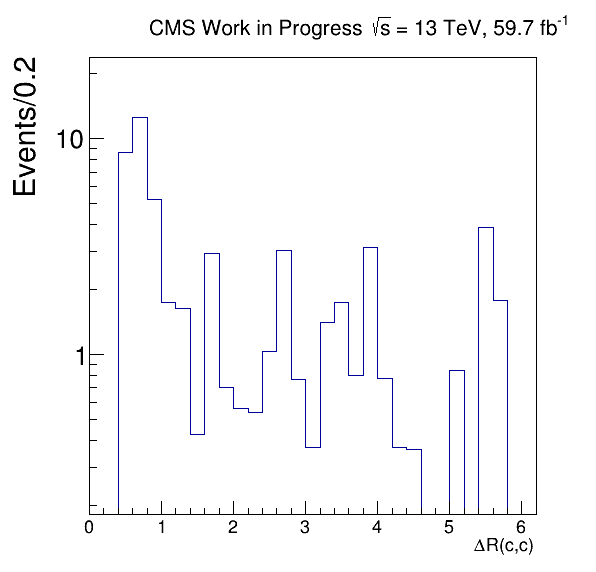 CMS Work in Progress √s = 13 TeV, 59.7 fb⁻¹
Events/0.2
10
1
0 1 2 3 4 5 6
ΔR(c,c)